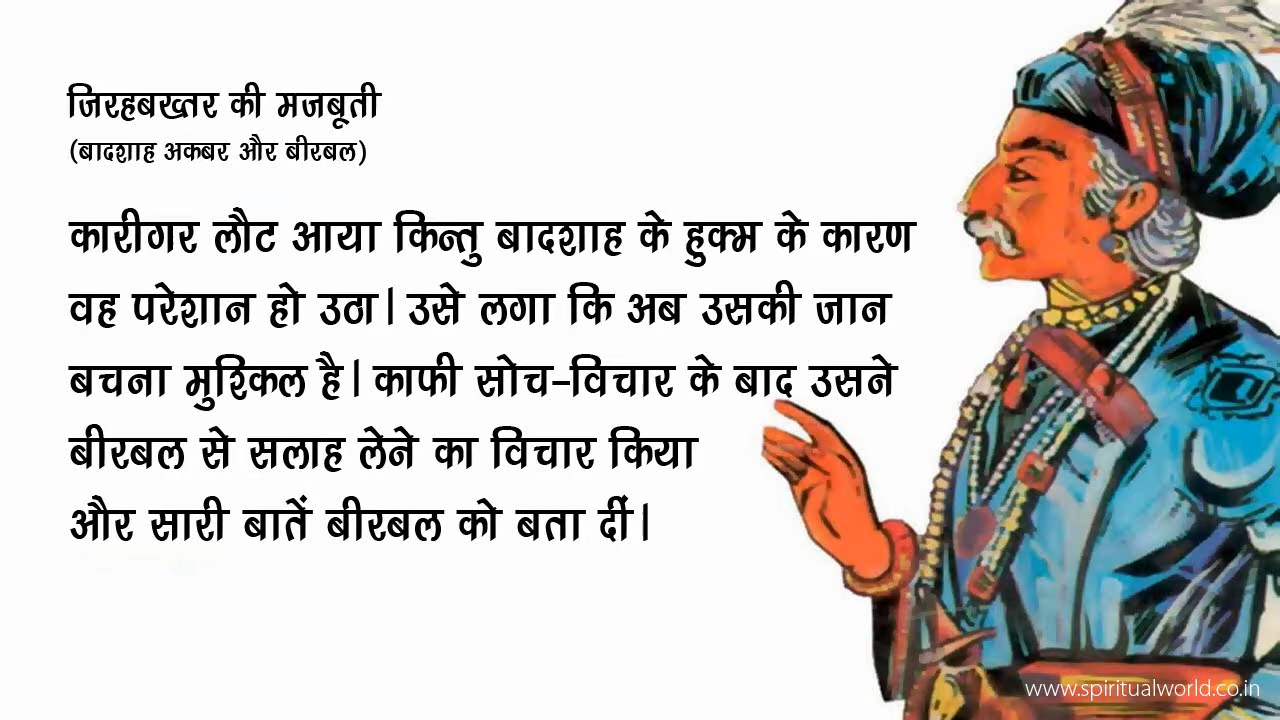 जिरहबख्तर की मजबूती
(बादशाह अकबर और बीरबल)
कारीगर लौट आया किन्तु बादशाह के हुक्म के कारण
वह परेशान हो उठा। उसे लगा कि अब उसकी जान
बचना मुश्किल है। काफी सोच-विचार के बाद उसने
बीरबल से सलाह लेने का विचार किया
और सारी बातें बीरबल को बता दीं।
www.spiritualworld.co.in